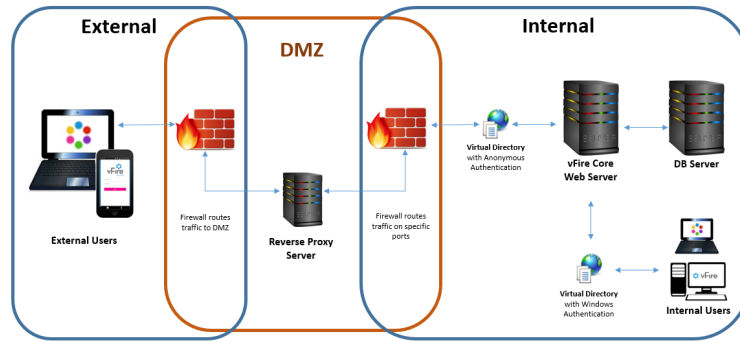 External
DMZ
Internal
External Users
vFire
Firewall routes
traffic to DMZ
Reverse Proxy
Server
Firewall routes
traffic on specific
ports
Virtual Directory
with Anonymous
Authentication
vFire Core
Web Server
DB Server
Virtual Directory
with Windows
Authentication
vFire
Internal Users